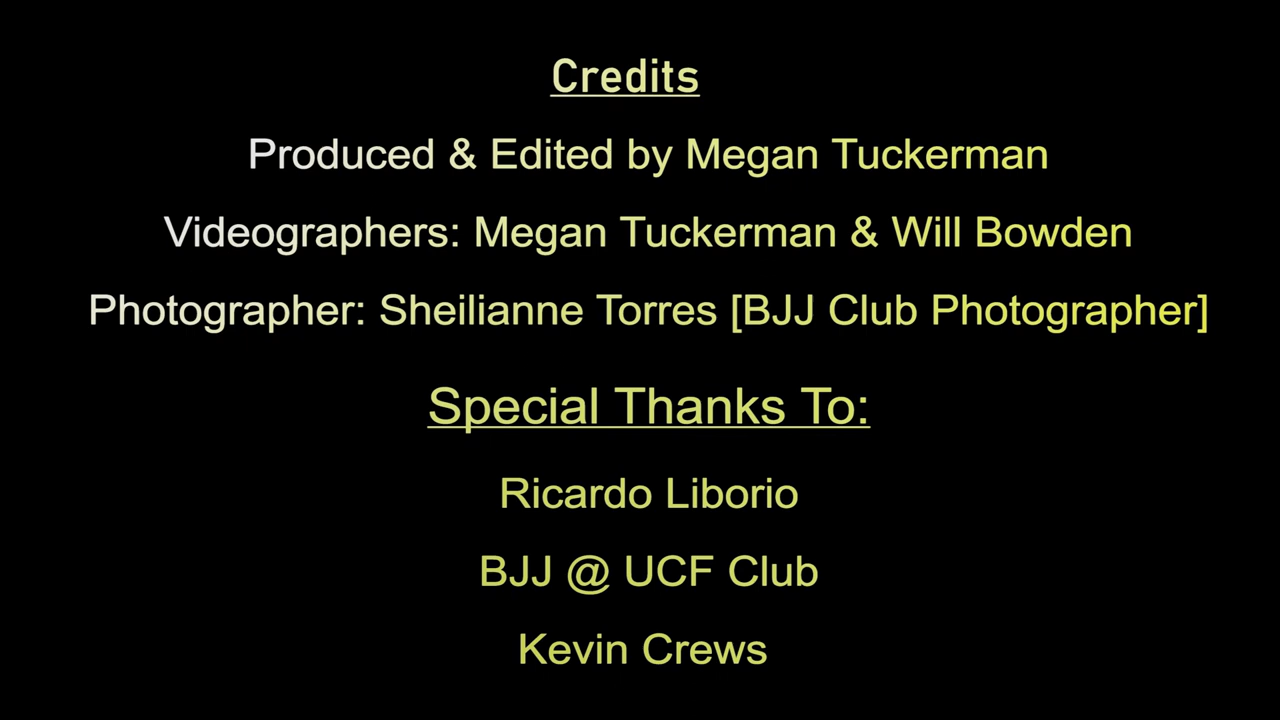 Credits
Produced & Edited by Megan Tuckerman
Videographers: Megan Tuckerman & Will Bowden
Photographer: Sheilianne Torres [BJJ Club Photographer]
Special Thanks To:
Ricardo Liborio
BJJ @ UCF Club
Kevin Crews